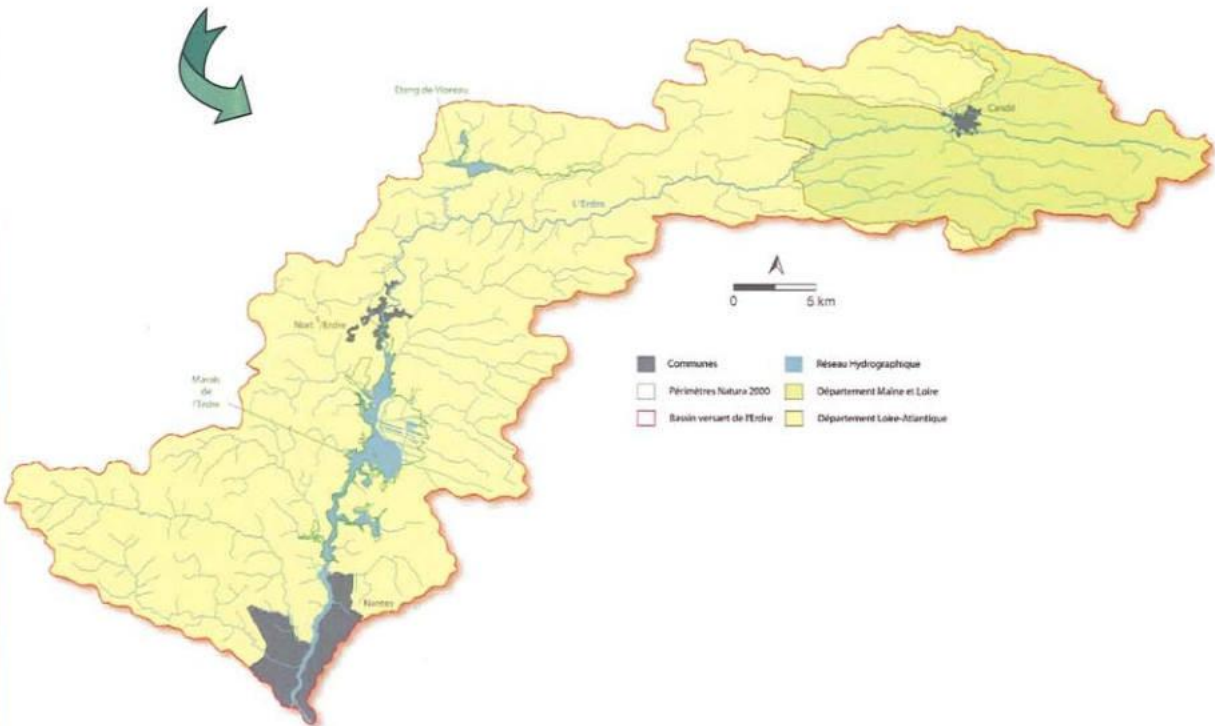 Etang de Vioreau
Candé
L'Erdre
0 5 km
Nort s/Erdre
Marais
de
l'Erdre
Nantes
Communes
Réseau Hydrographique
Périmètres Natura 2000
Département Maine et Loire
Bassin versant de l'Erdre
Département Loire-Atlantique